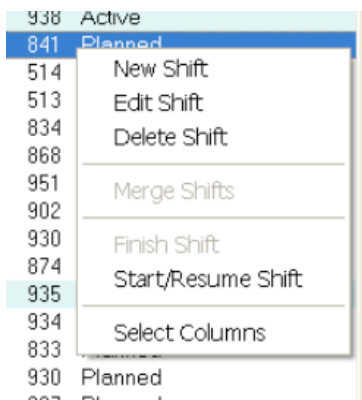 938 Active
841 Planned
514 New Shift
513 Edit Shift
834 Delete Shift
868
951 Merge Shifts
902
930 Finish Shift
874 Start/Resume Shift
935
934 Select Columns
833 Planned
930 Planned